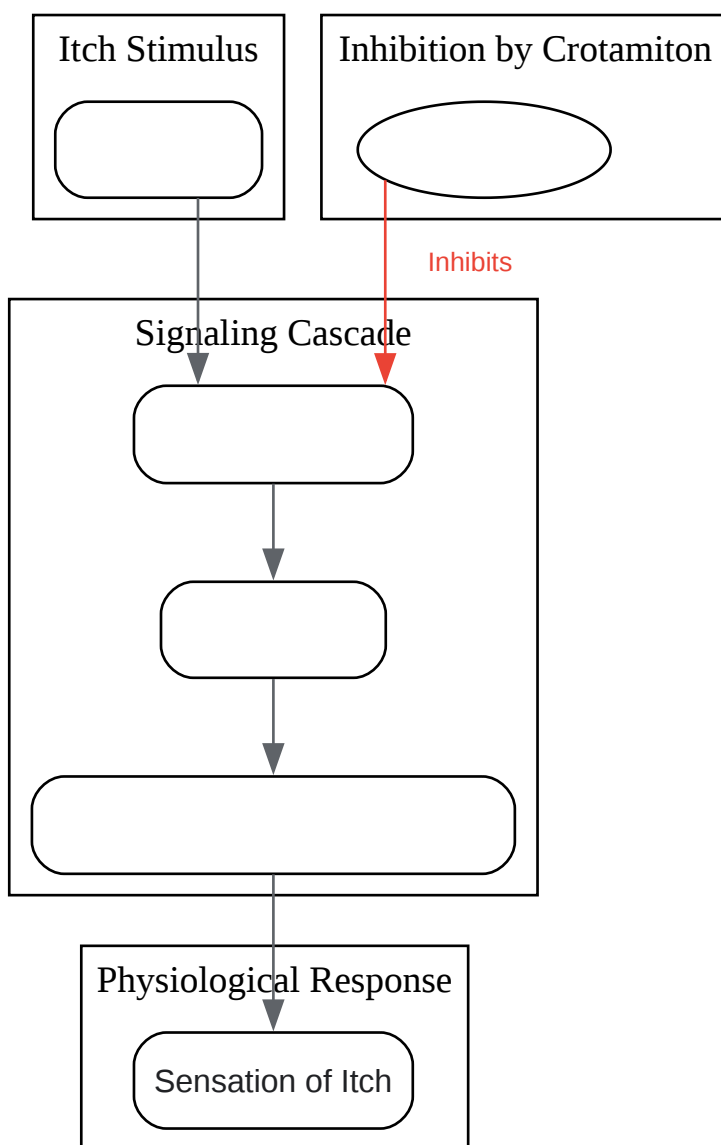 Itch Stimulus
Inhibition by Crotamiton
Inhibits
Signaling Cascade
Physiological Response
Sensation of Itch